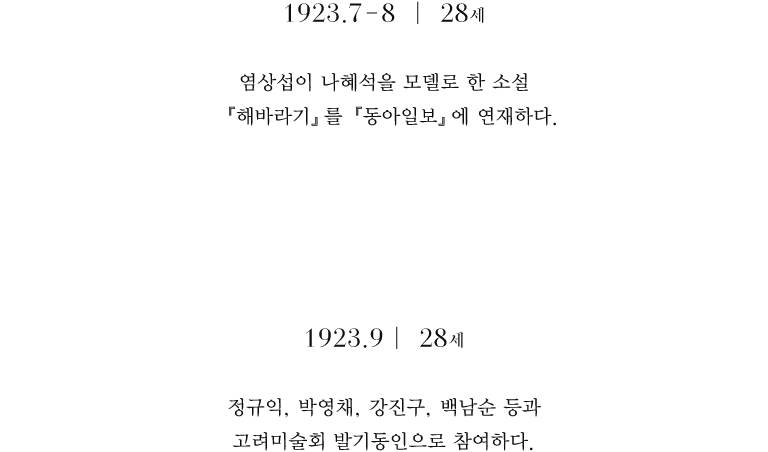 1923.7-8 | 28세
염상섭이 나혜석을 모델로 한 소설
『해바라기』를 『동아일보』에 연재하다.
1923.9 | 28세
정규익, 박영채, 강진구, 백남순 등과
고려미술회 발기동인으로 참여하다.